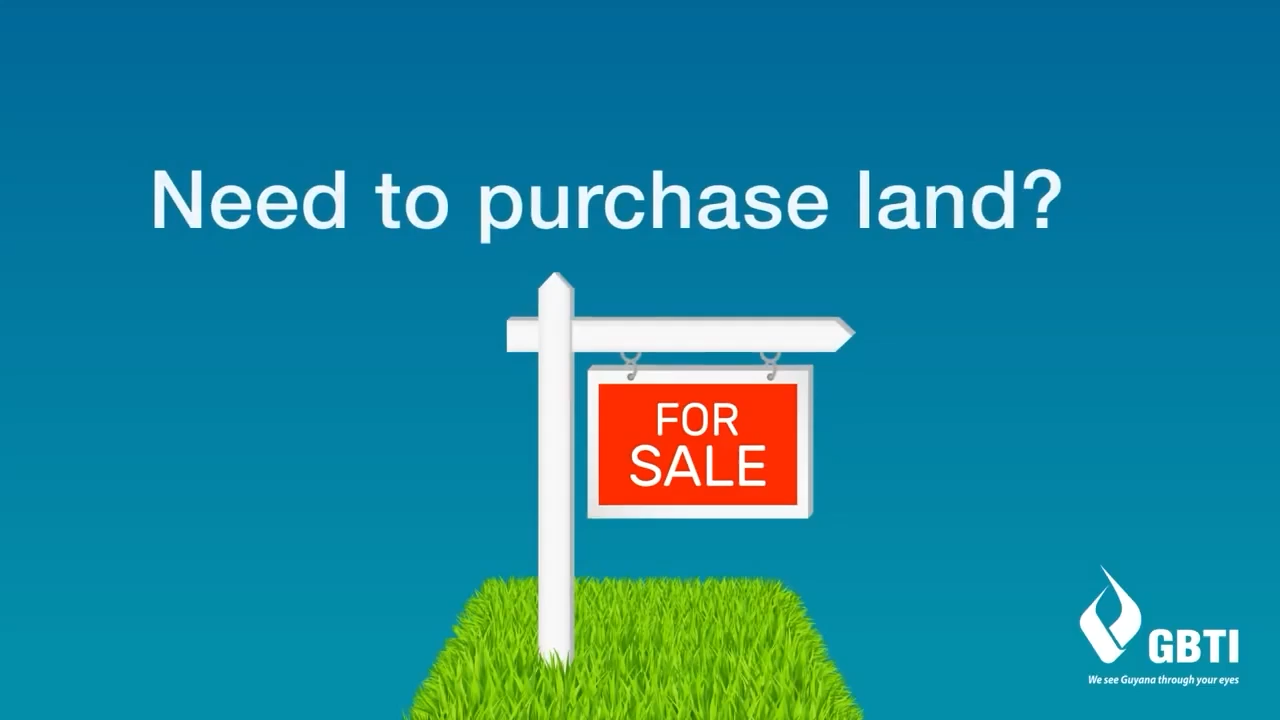 Need to purchase land?
FOR
SALE
GBTI
We see Guyana through your eyes